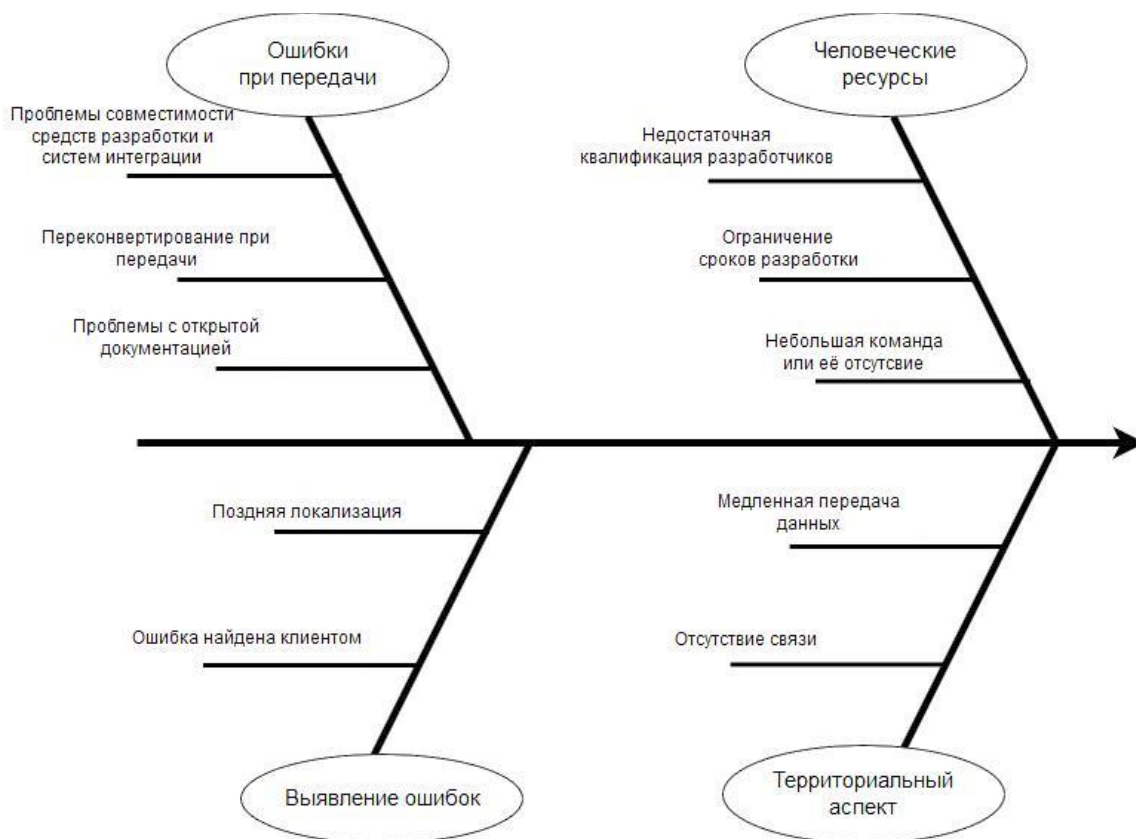 Ошибки
при передачи
Человеческие
ресурсы
Проблемы совместимости
средств разработки и
систем интеграции
Недостаточная
квалификация разработчиков
Переконвертирование при
передачи
Ограничение
сроков разработки
Проблемы с открытой
документацией
Небольшая команда
или её отсутсвие
Поздняя локализация
Медленная передача
данных
Ошибка найдена клиентом
Отсутствие связи
Выявление ошибок
Территориальный
аспект